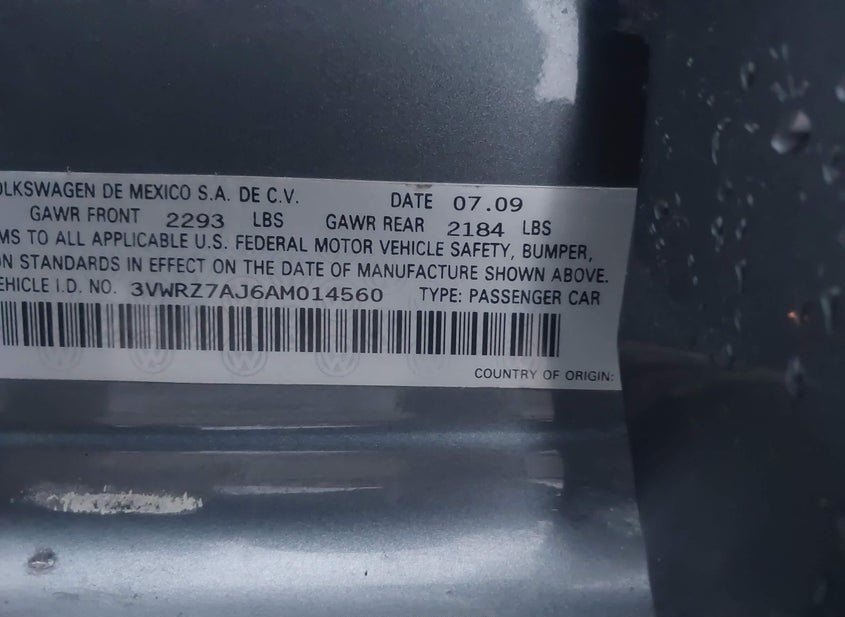 OLKSWAGEN DE MEXICO S.A. DE C.V. DATE 07.09
GAWR FRONT 2293 LBS GAWR REAR 2184 LBS
MS TO ALL APPLICABLE U.S. FEDERAL MOTOR VEHICLE SAFETY, BUMPER,
ON STANDARDS IN EFFECT ON THE DATE OF MANUFACTURE SHOWN ABOVE.
EHICLE I.D. NO. 3VWRZ7AJ6AM014560 TYPE: PASSENGER CAR
COUNTRY OF ORIGIN: